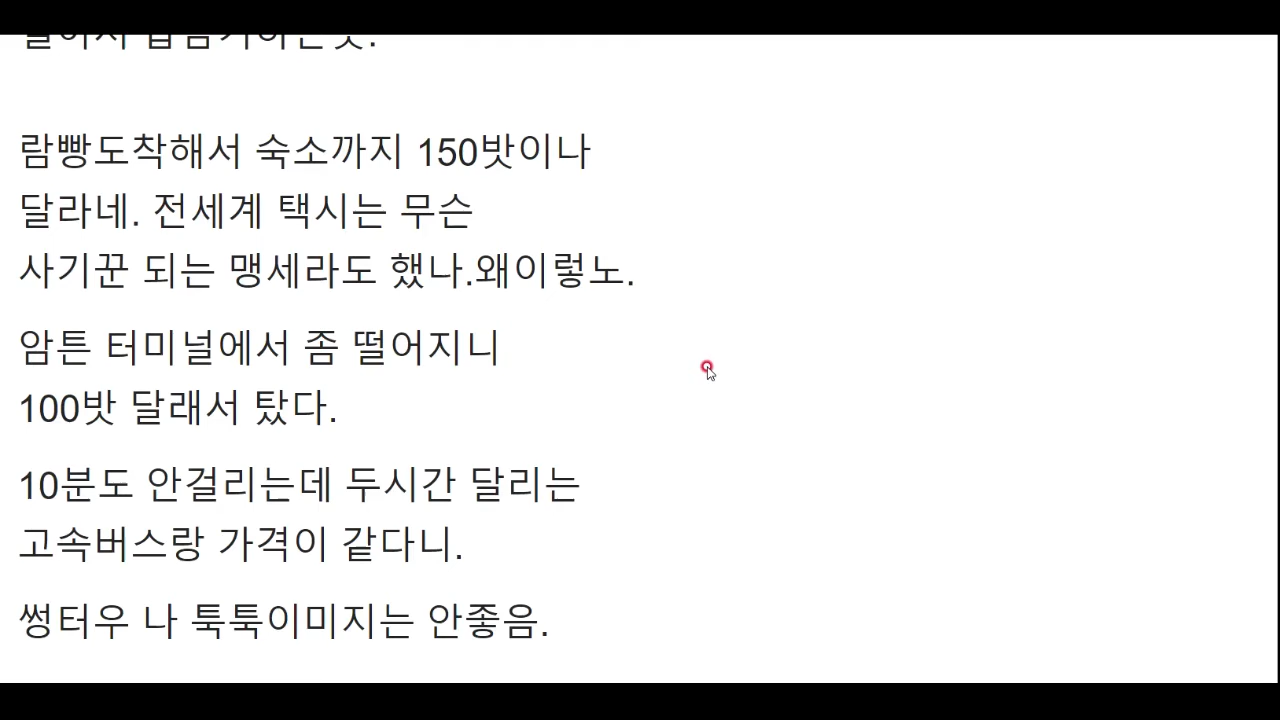 람빵도착해서 숙소까지 150밧이나
달라네. 전세계 택시는 무슨
사기꾼 되는 맹세라도 했나.왜이렇노.
암튼 터미널에서 좀 떨어지니
100밧 달래서 탔다.
10분도 안걸리는데 두시간 달리는
고속버스랑 가격이 같다니.
썽터우 나 툭툭이미지는 안좋음.